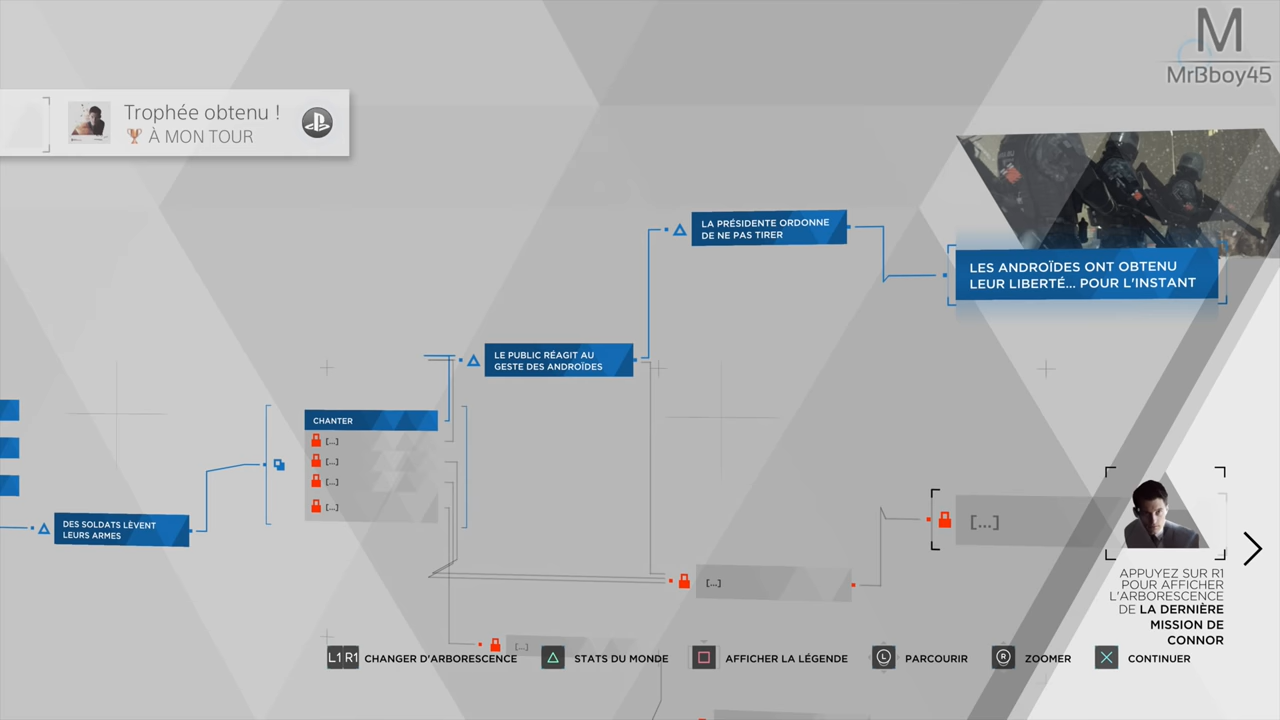 M
MrBboy45
Trophée obtenu !
À MON TOUR
LA PRÉSIDENTE ORDONNE
DE NE PAS TIRER
LES ANDROÏDES ONT OBTENU
LEUR LIBERTÉ... POUR L'INSTANT
LE PUBLIC RÉAGIT AU
GESTE DES ANDROÏDES
CHANTER
[...]
[...]
[...]
[...]
DES SOLDATS LÈVENT
LEURS ARMES
[...]
[...]
[...]
APPUYEZ SUR R1
POUR AFFICHER
L'ARBORESCENCE
DE LA DERNIÈRE
MISSION DE
CONNOR
L1 R1 CHANGER D'ARBORESCENCE
STATS DU MONDE
AFFICHER LA LÉGENDE
L PARCOURIR
R ZOOMER
CONTINUER